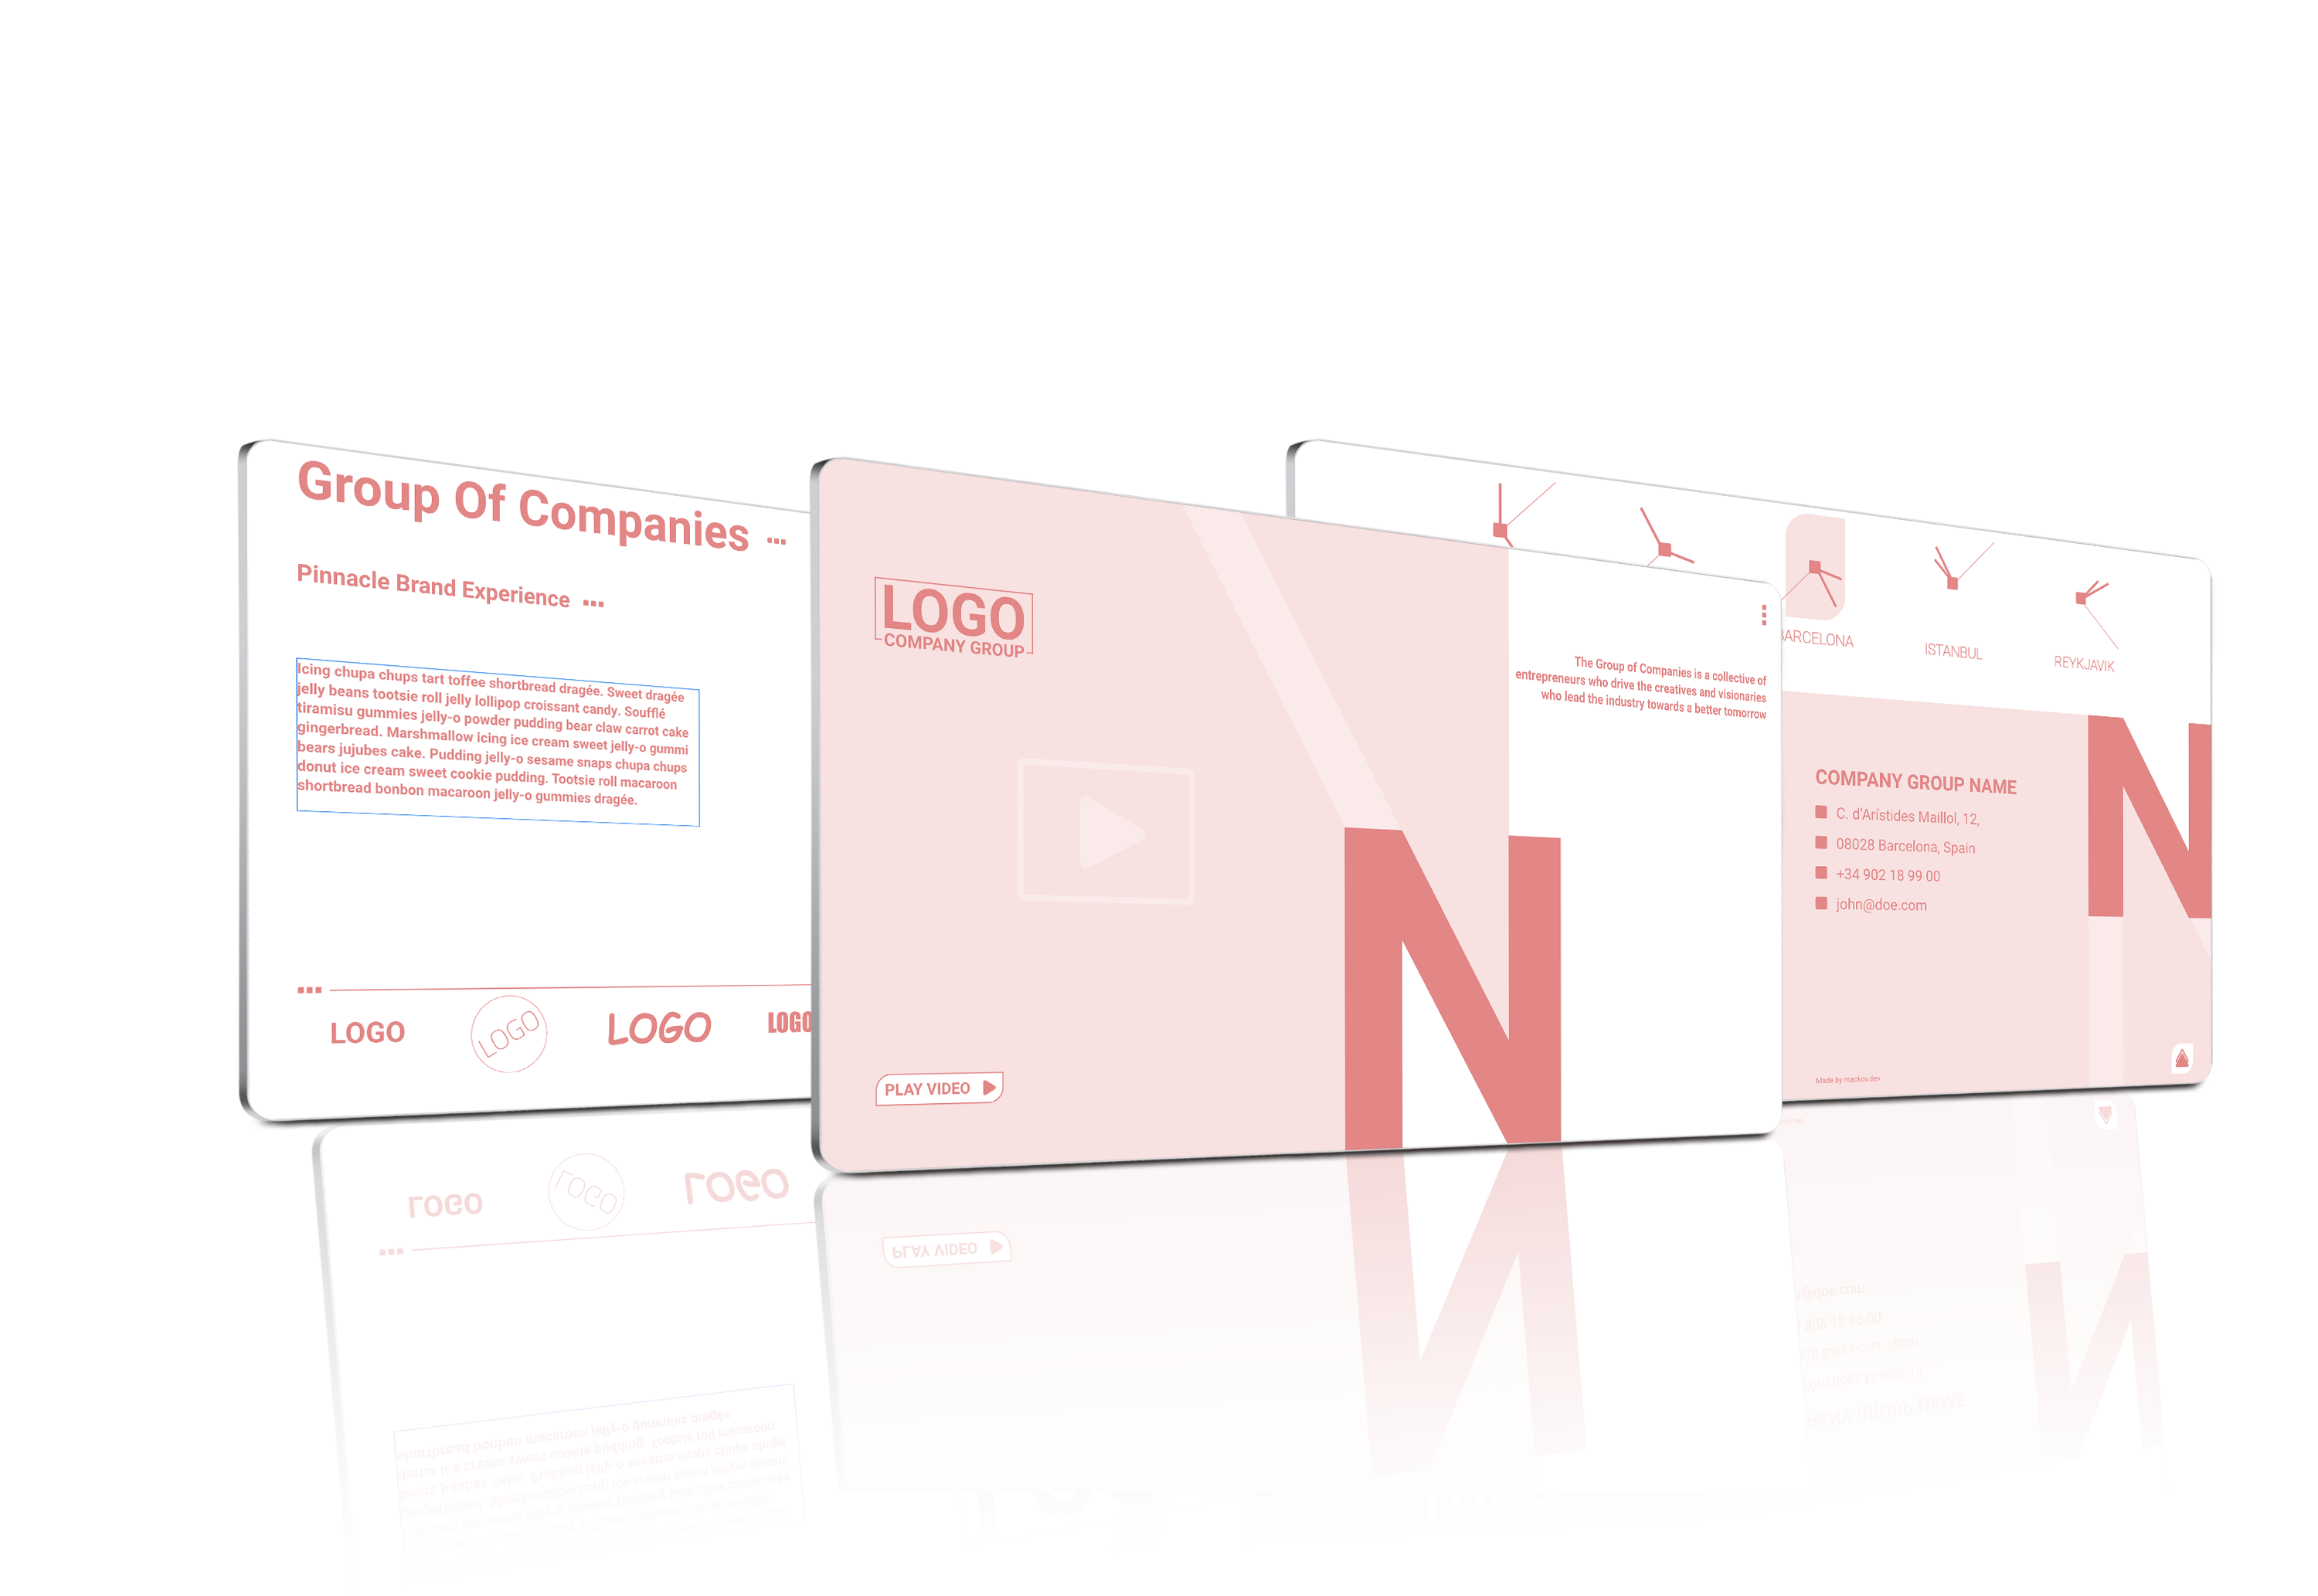 Group Of Companies
Pinnacle Brand Experience
Icing chupa chups tart toffee shortbread dragée. Sweet dragée
jelly beans tootsie roll jelly lollipop croissant candy. Soufflé
tiramisu gummies jelly-o powder pudding bear claw carrot cake
gingerbread. Marshmallow icing ice cream sweet jelly-o gummi
bears jujubes cake. Pudding jelly-o sesame snaps chupa chups
donut ice cream sweet cookie pudding. Tootsie roll macaroon
shortbread bonbon macaroon jelly-o gummies dragée.
LOGO
LOGO
LOGO
LOGO
LOGO
COMPANY GROUP
The Group of Companies is a collective of
entrepreneurs who drive the creatives and visionaries
who lead the industry towards a better tomorrow
N
PLAY VIDEO
BARCELONA
ISTANBUL
REYKJAVIK
COMPANY GROUP NAME
C. d'Arístides Maillol, 12,
08028 Barcelona, Spain
+34 902 18 99 00
john@doe.com
N
Made by mackov.dev